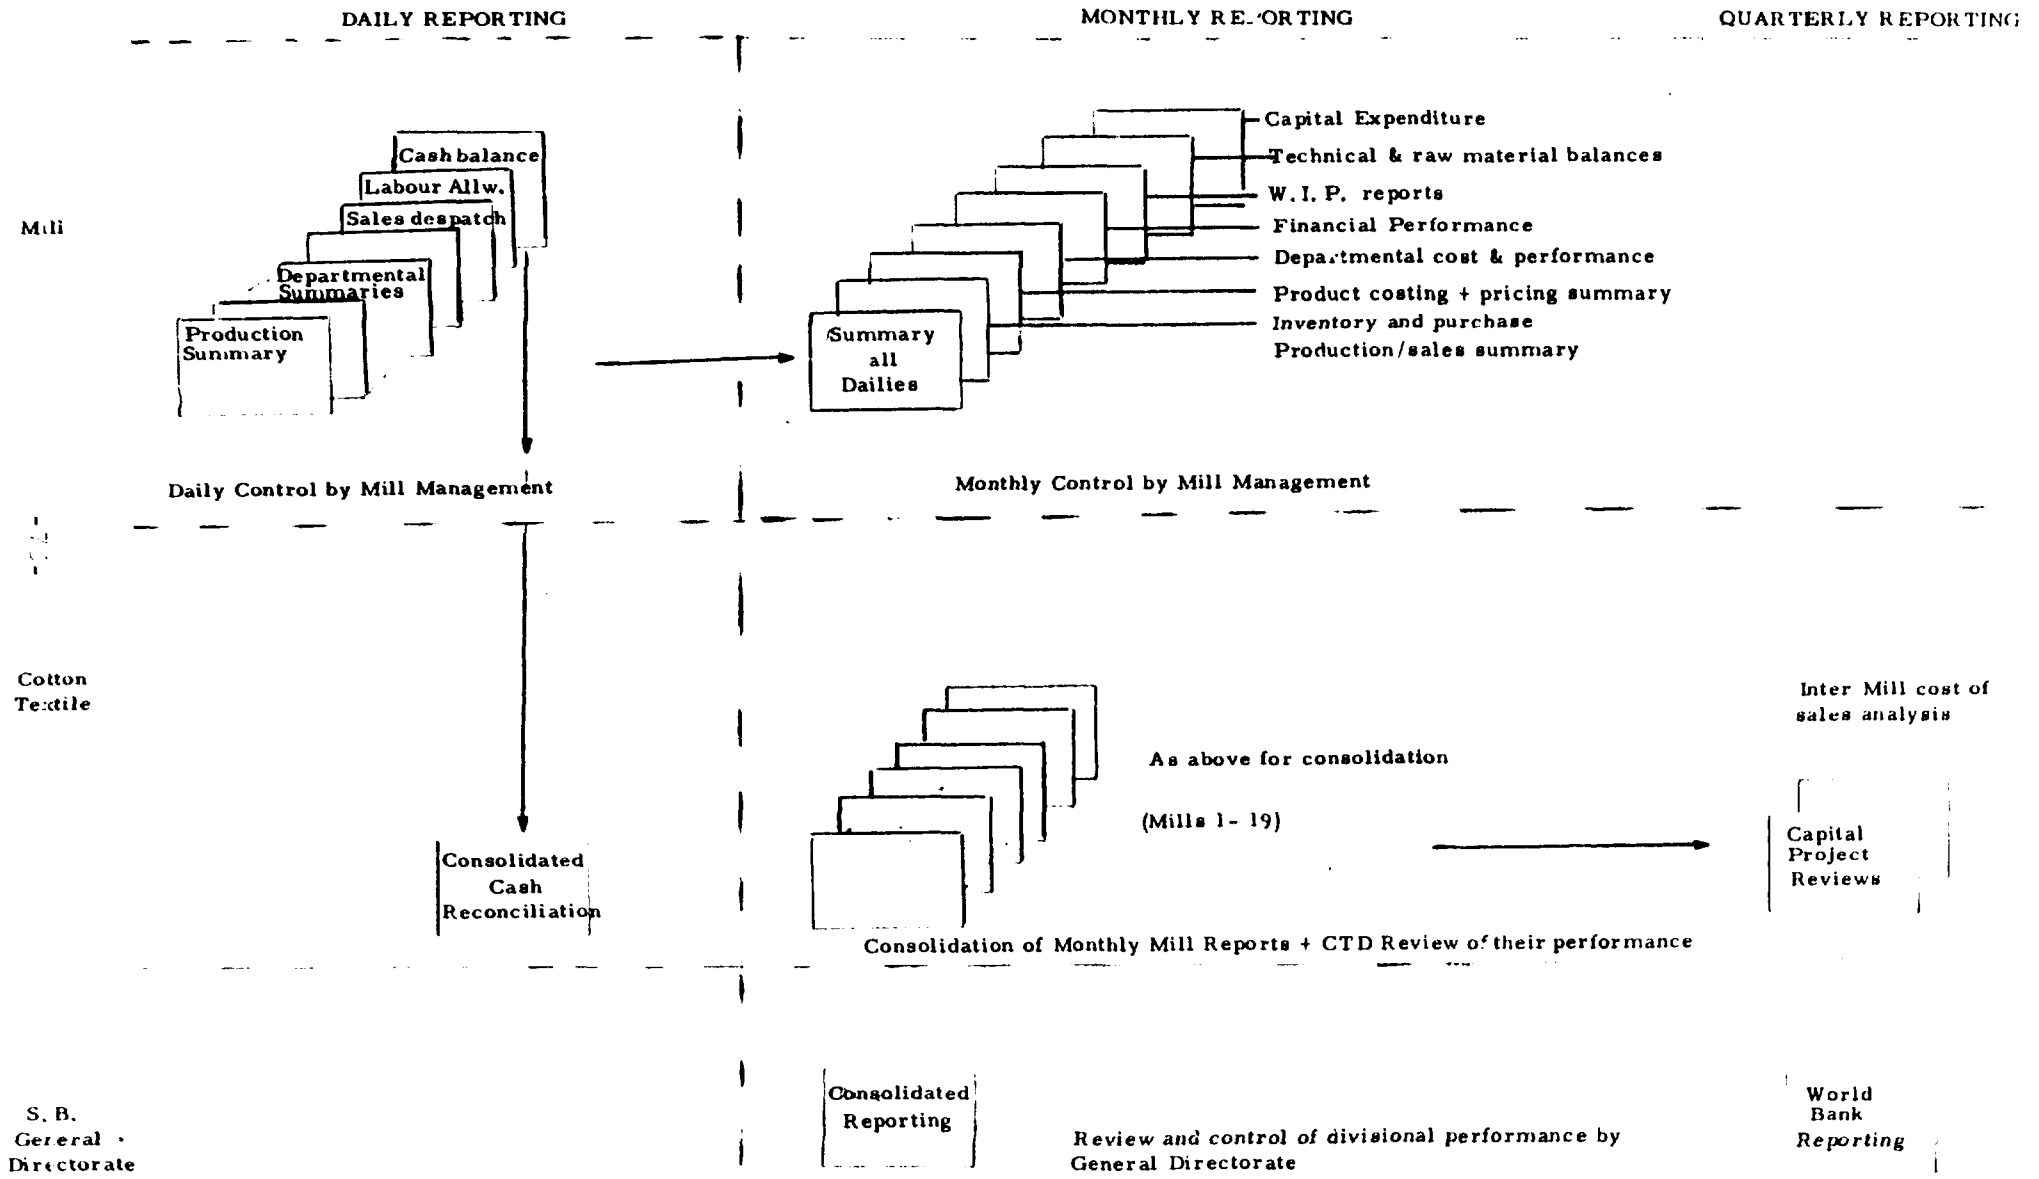 DAILY REPORTING
MONTHLY RE-ORTING
QUARTERLY REPORTING
Mill
Cash balance
Labour Allw.
Sales despatch
Departmental
Summaries
Production
Summary
Capital Expenditure
Technical & raw material balances
W.I.P. reports
Financial Performance
Departmental cost & performance
Product costing + pricing summary
Inventory and purchase
Production/sales summary
Summary
all
Dailies
Daily Control by Mill Management
Monthly Control by Mill Management
Cotton
Textile
Consolidated
Cash
Reconciliation
As above for consolidation
(Mills 1- 19)
Inter Mill cost of
sales analysis
Capital
Project
Reviews
Consolidation of Monthly Mill Reports + CTD Review of their performance
S. B.
General
Directorate
Consolidated
Reporting
Review and control of divisional performance by
General Directorate
World
Bank
Reporting